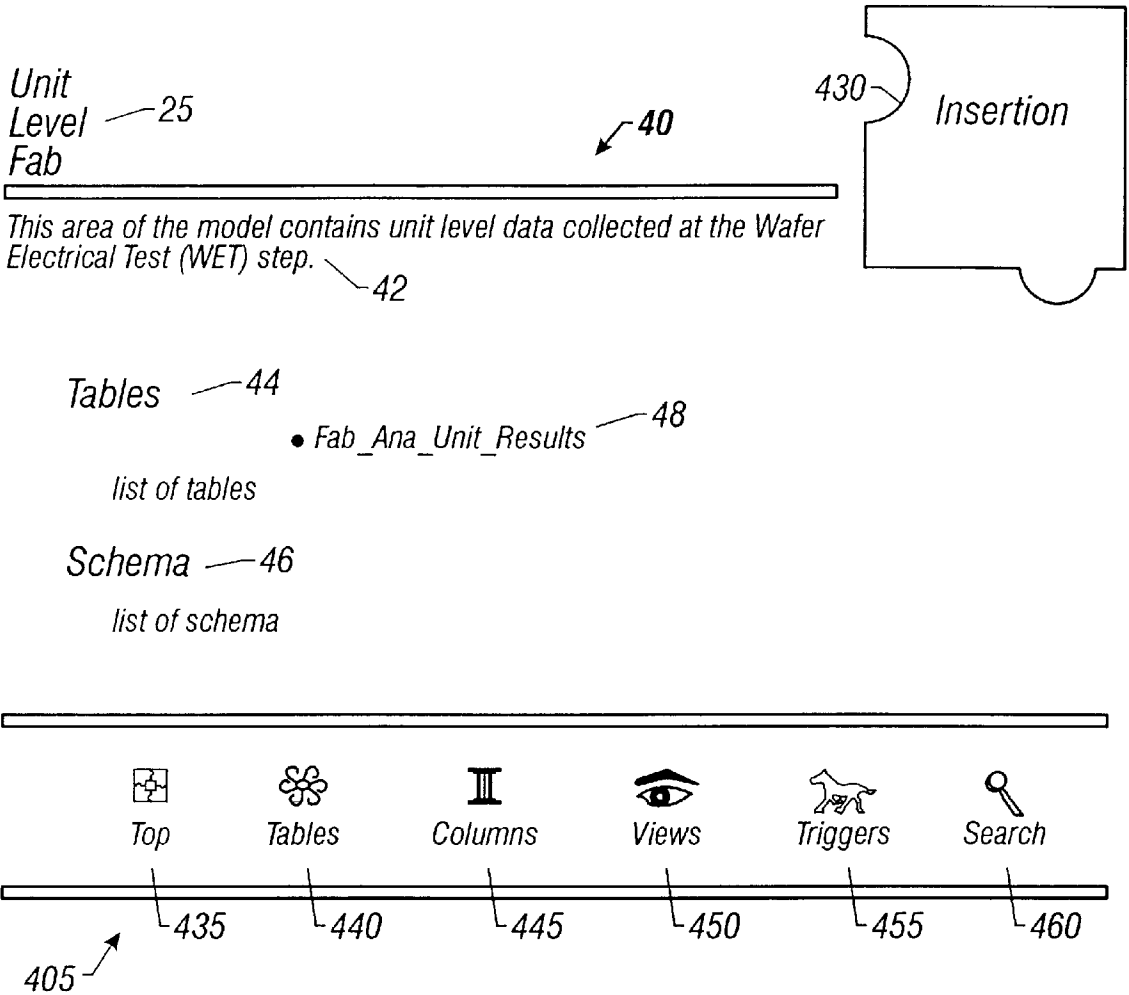 Unit
Level
Fab
25
40
430
Insertion
This area of the model contains unit level data collected at the Wafer
Electrical Test (WET) step.
42
Tables
44
• Fab_Ana_Unit_Results
48
list of tables
Schema
46
list of schema
Top Tables Columns Views Triggers Search
435 440 445 450 455 460
405